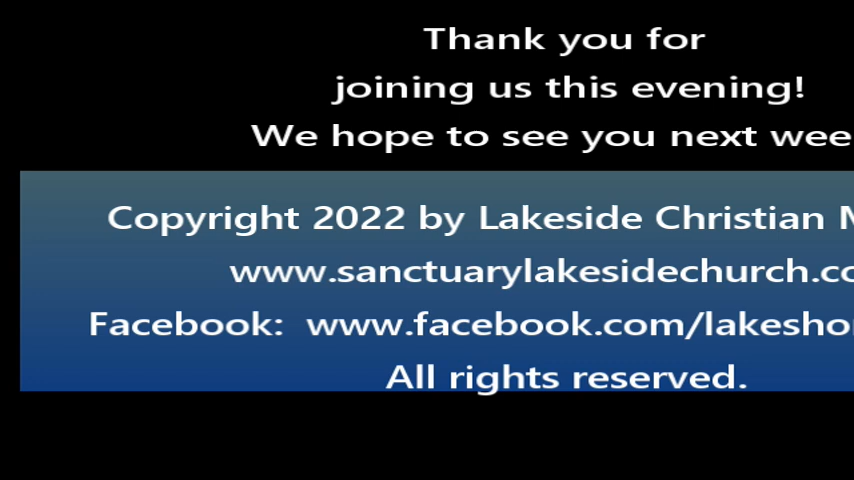 Thank you for
joining us this evening!
We hope to see you next wee
Copyright 2022 by Lakeside Christian M
www.sanctuarylakesidechurch.co
Facebook: www.facebook.com/lakesho
All rights reserved.